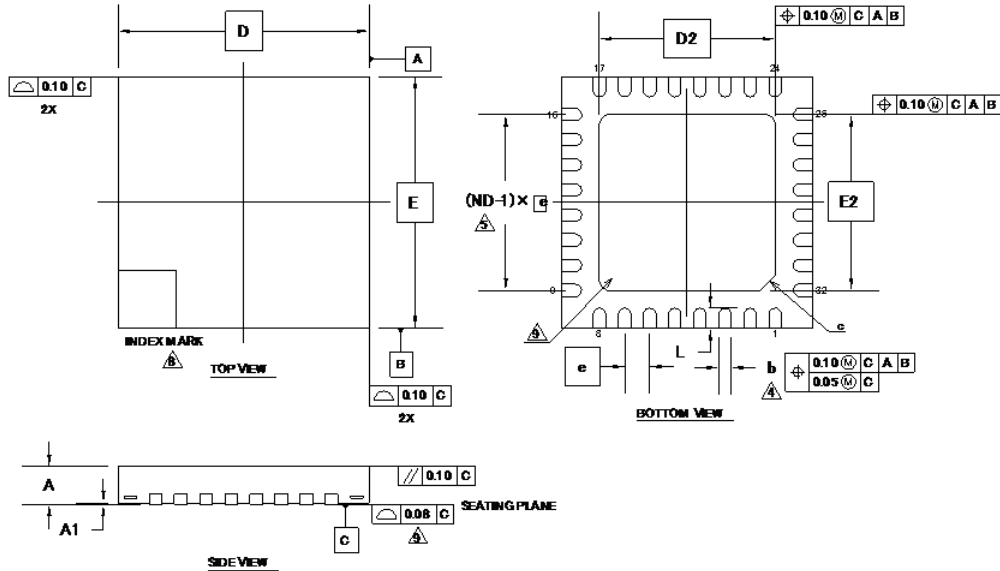 D
A
0.10 C
2X
E
INDEX MARK
8
TOP VIEW
B
0.10 C
2X
0.10 M C A B
D2
17
24
0.10 M C A B
16
25
(ND-1)× e
5
E2
9
32
9
8
1
c
L
e
b
4
0.10 M C A B
0.05 M C
BOTTOM VIEW
A
// 0.10 C
SEATING PLANE
A1
0.08 C
9
C
SIDE VIEW